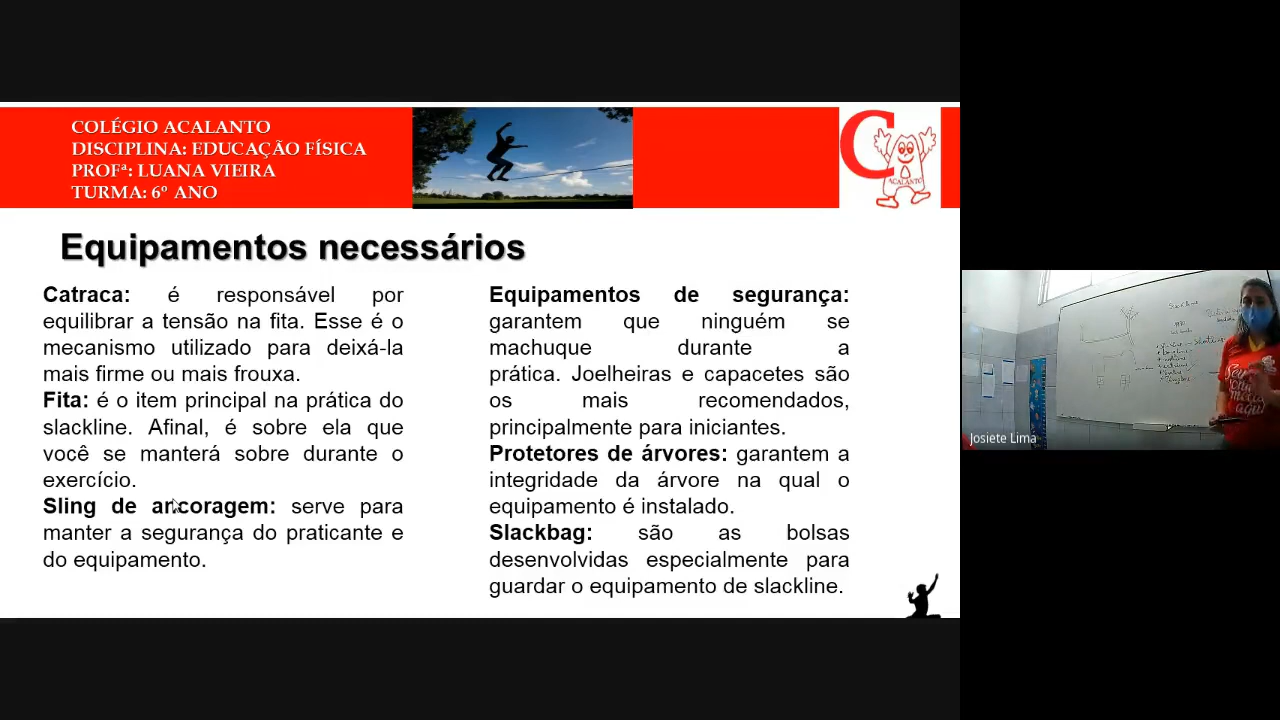 COLÉGIO ACALANTO
DISCIPLINA: EDUCAÇÃO FÍSICA
PROFª: LUANA VIEIRA
TURMA: 6º ANO
C
ACALANTO
Equipamentos necessários
Catraca: é responsável por
equilibrar a tensão na fita. Esse é o
mecanismo utilizado para deixá-la
mais firme ou mais frouxa.
Fita: é o item principal na prática do
slackline. Afinal, é sobre ela que
você se manterá sobre durante o
exercício.
Sling de ancoragem: serve para
manter a segurança do praticante e
do equipamento.
Equipamentos de segurança:
garantem que ninguém se
machuque durante a
prática. Joelheiras e capacetes são
os mais recomendados,
principalmente para iniciantes.
Protetores de árvores: garantem a
integridade da árvore na qual o
equipamento é instalado.
Slackbag: são as bolsas
desenvolvidas especialmente para
guardar o equipamento de slackline.
Josiete Lima